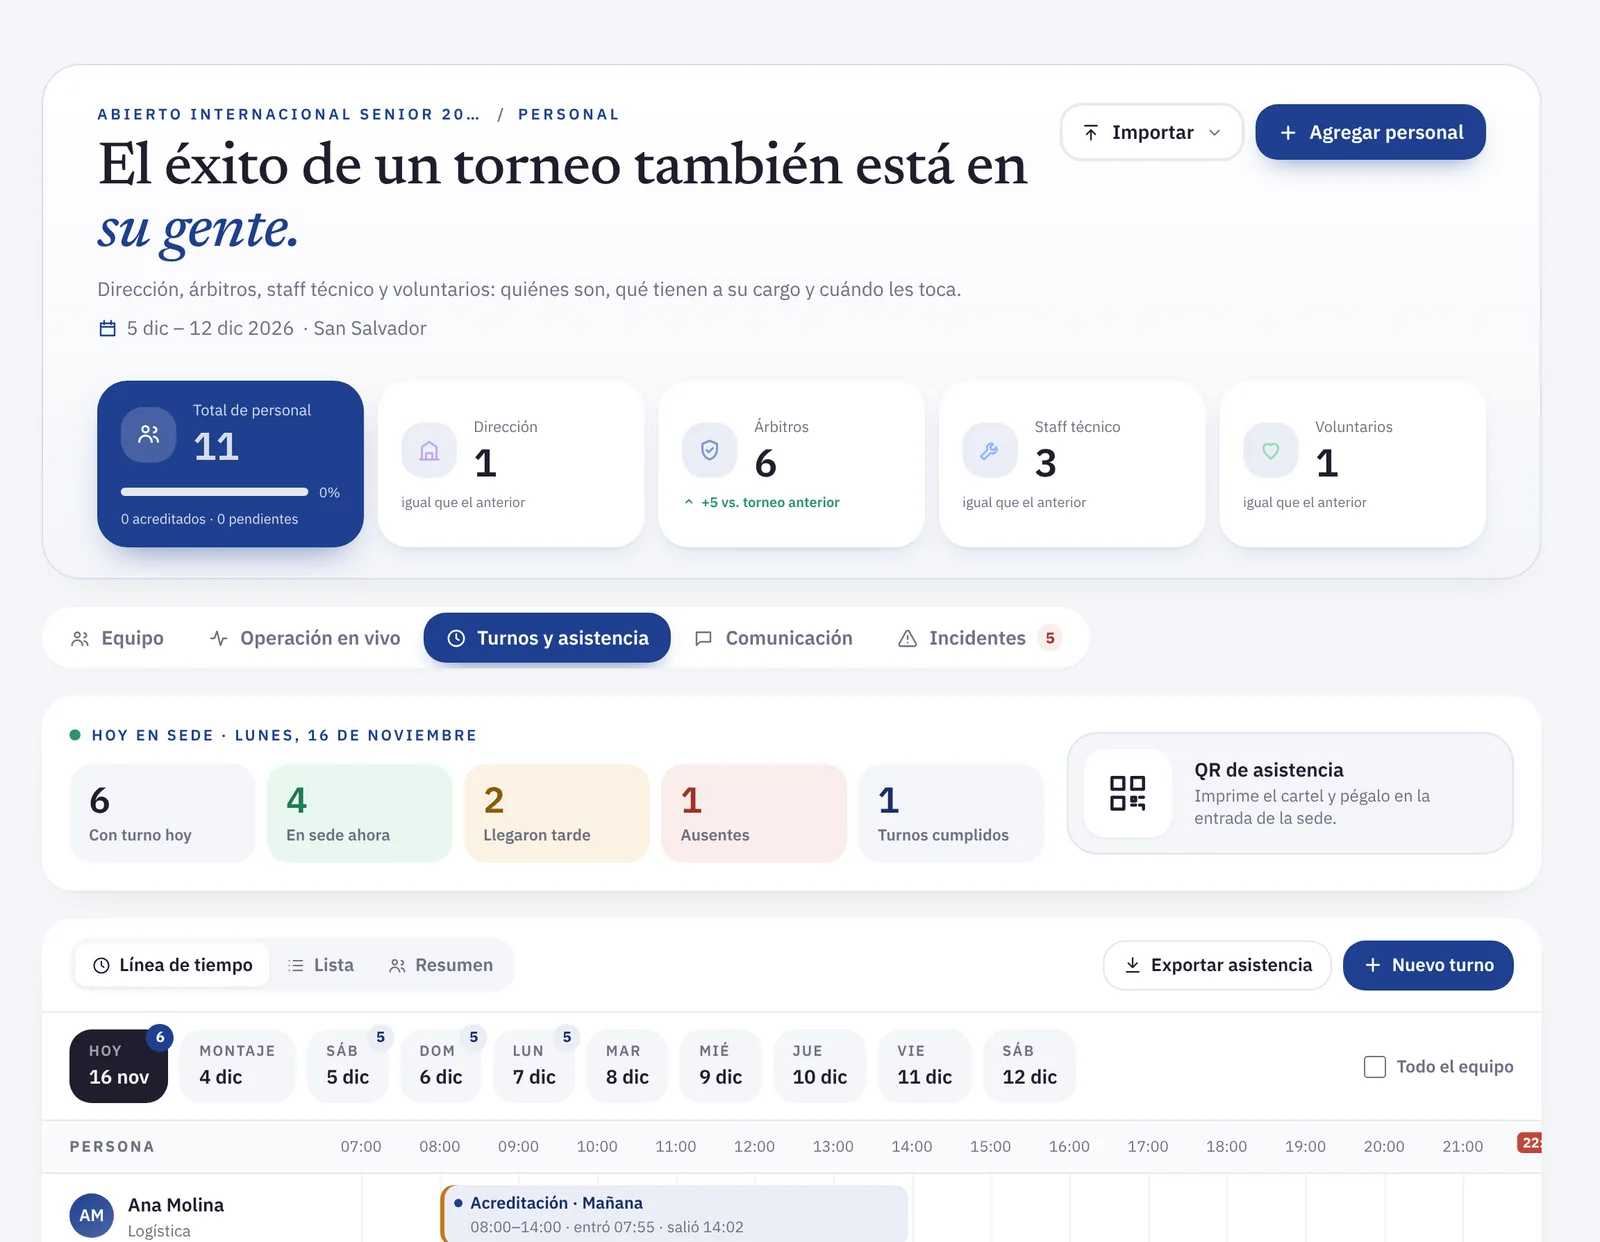 ABIERTO INTERNACIONAL SENIOR 20… / PERSONAL
Importar
Agregar personal
El éxito de un torneo también está en
su gente.
Dirección, árbitros, staff técnico y voluntarios: quiénes son, qué tienen a su cargo y cuándo les toca.
5 dic – 12 dic 2026 · San Salvador
Total de personal
11
0%
0 acreditados · 0 pendientes
Dirección
1
igual que el anterior
Árbitros
6
+5 vs. torneo anterior
Staff técnico
3
igual que el anterior
Voluntarios
1
igual que el anterior
Equipo
Operación en vivo
Turnos y asistencia
Comunicación
Incidentes 5
HOY EN SEDE · LUNES, 16 DE NOVIEMBRE
6
Con turno hoy
4
En sede ahora
2
Llegaron tarde
1
Ausentes
1
Turnos cumplidos
QR de asistencia
Imprime el cartel y pégalo en la
entrada de la sede.
Línea de tiempo
Lista
Resumen
Exportar asistencia
Nuevo turno
HOY 6
16 nov
MONTAJE
4 dic
SÁB 5
5 dic
DOM 5
6 dic
LUN 5
7 dic
MAR
8 dic
MIÉ
9 dic
JUE
10 dic
VIE
11 dic
SÁB
12 dic
Todo el equipo
PERSONA 07:00 08:00 09:00 10:00 11:00 12:00 13:00 14:00 15:00 16:00 17:00 18:00 19:00 20:00 21:00 22:
AM
Ana Molina
Logística
Acreditación · Mañana
08:00–14:00 · entró 07:55 · salió 14:02